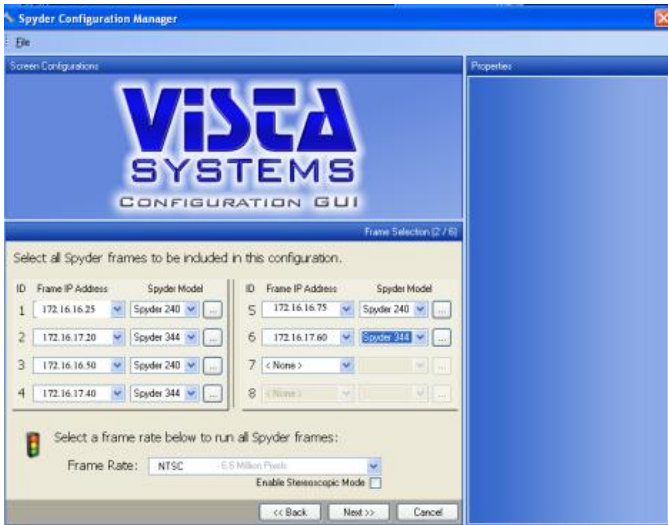 Spyder Configuration Manager
File
Screen Configurations
Properties
ViSTA
SYSTEMS
CONFIGURATION GUI
Frame Selection (2 / 6)
Select all Spyder frames to be included in this configuration.
ID Frame IP Address Spyder Model
1 172.16.16.25 Spyder 240 ...
2 172.16.17.20 Spyder 344 ...
3 172.16.16.50 Spyder 240 ...
4 172.16.17.40 Spyder 344 ...
ID Frame IP Address Spyder Model
5 172.16.16.75 Spyder 240 ...
6 172.16.17.60 Spyder 344 ...
7 < None > ...
8 < None > ...
Select a frame rate below to run all Spyder frames:
Frame Rate: NTSC - 6.6 Million Pixels
Enable Stereoscopic Mode
<< Back Next >> Cancel